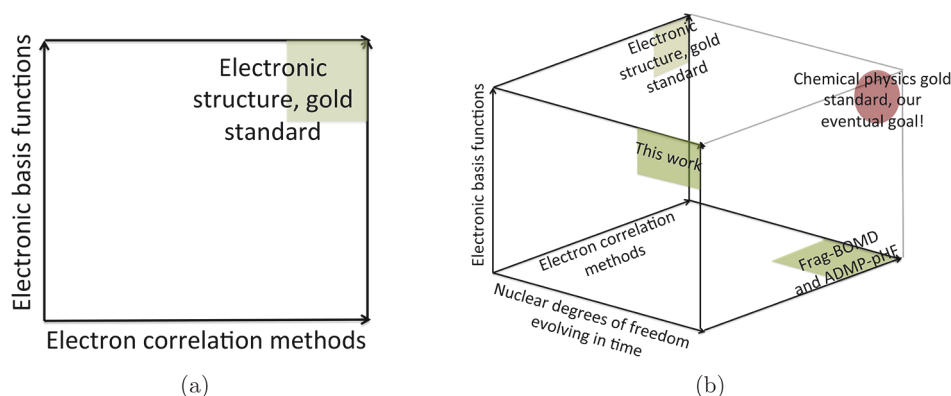 Electronic basis functions
Electronic
structure, gold
standard
Electron correlation methods
(a)
Electronic basis functions
Electronic
structure, gold
standard
Chemical physics gold
standard, our
eventual goal!
This work
Electron correlation
methods
Frag-BOMD
and ADMP-pHF
Nuclear degrees of freedom
evolving in time
(b)